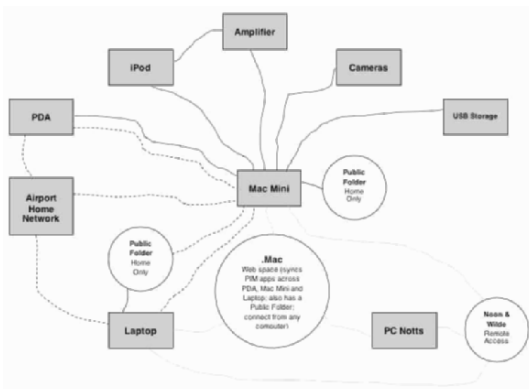 Amplifier
iPod
Cameras
PDA
USB Storage
Public
Folder
Home
Only
Mac Mini
Airport
Home
Network
Public
Folder
Home
Only
.Mac
Web space (syncs
PIM apps across
PDA, Mac Mini and
Laptop; also has a
Public Folder;
connect from any
computer)
Laptop
PC Notts
Noon &
Wilde
Remote
Access